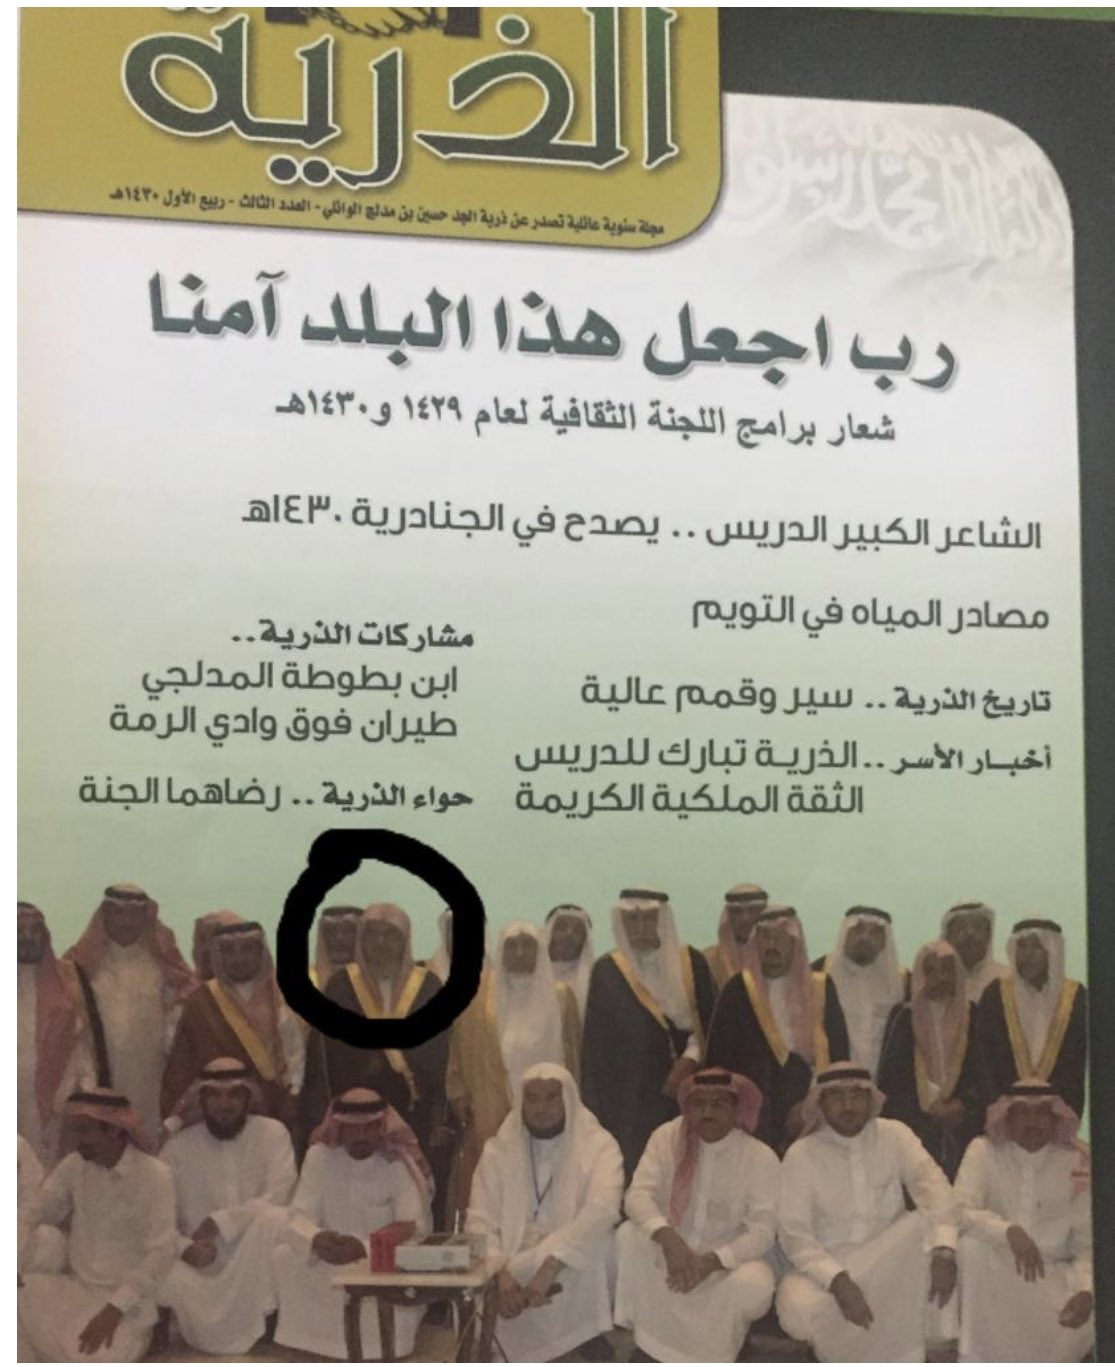 الذرية
مجلة سنوية عائلية تصدر عن ذرية الجد حسين بن مدلج الوائلي - العدد الثالث - ربيع الأول ١٤٣٠هـ
محمد رسو
رب اجعل هذا البلد آمنا
شعار برامج اللجنة الثقافية لعام ١٤٢٩ و١٤٣٠هـ
الشاعر الكبير الدريس .. يصدح في الجنادرية ١٤٣٠هـ
مصادر المياه في التويم
تاريخ الذرية .. سير وقمم عالية
أخبار الأسر .. الذرية تبارك للدريس
الثقة الملكية الكريمة
مشاركات الذرية..
ابن بطوطة المدلجي
طيران فوق وادي الرمة
حواء الذرية .. رضاهما الجنة